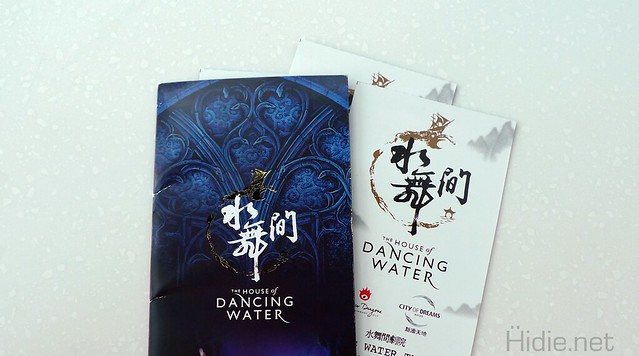 水舞間
THE HOUSE of
DANCING
WATER
水舞間
THE HOUSE of
DANCING
WATER
Dragone
CITY OF DREAMS
新濠天地
水舞間劇院
WATER
Hidie.net